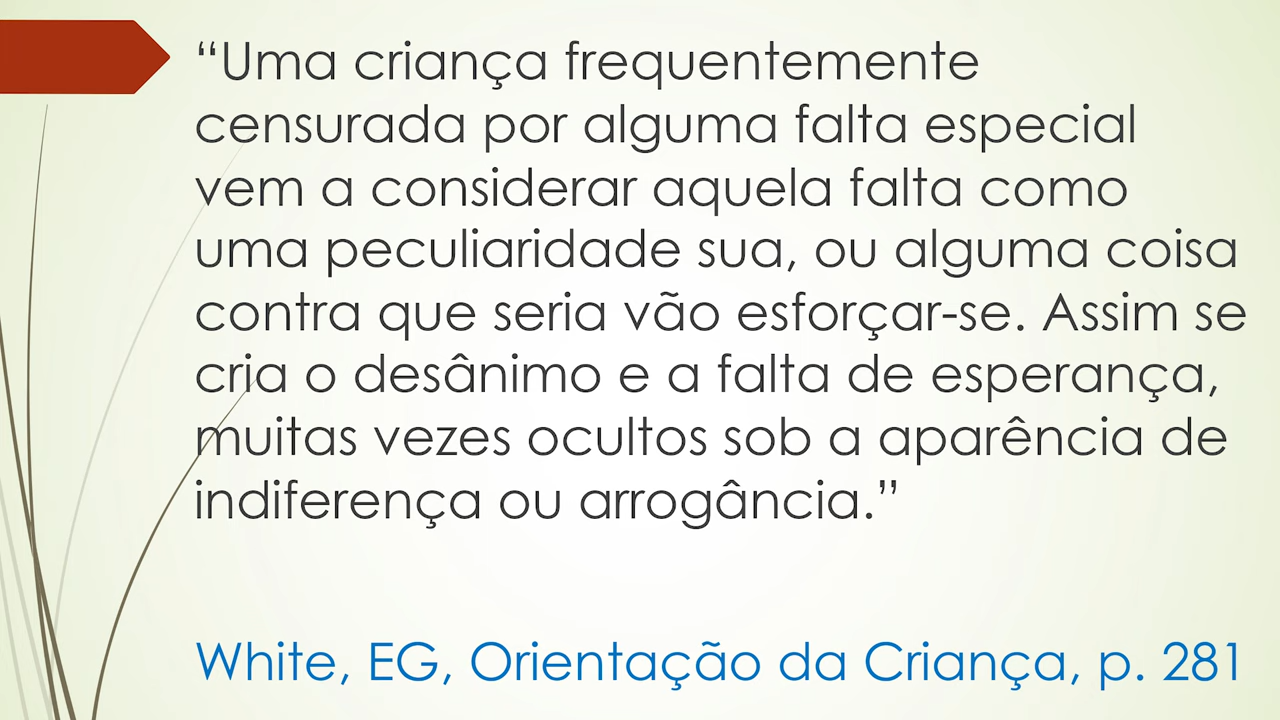 “Uma criança frequentemente
censurada por alguma falta especial
vem a considerar aquela falta como
uma peculiaridade sua, ou alguma coisa
contra que seria vão esforçar-se. Assim se
cria o desânimo e a falta de esperança,
muitas vezes ocultos sob a aparência de
indiferença ou arrogância.”
White, EG, Orientação da Criança, p. 281